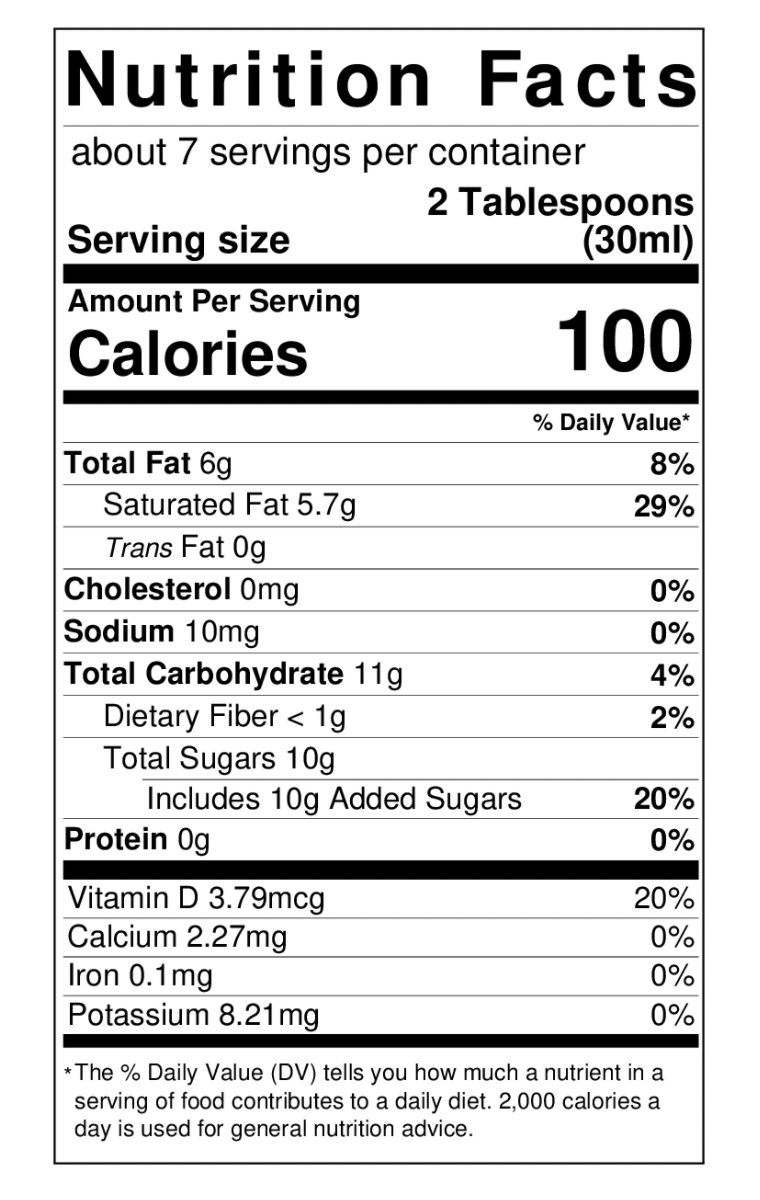 Nutrition Facts
about 7 servings per container
2 Tablespoons
Serving size (30ml)
Amount Per Serving
Calories 100
% Daily Value*
Total Fat 6g 8%
Saturated Fat 5.7g 29%
Trans Fat 0g
Cholesterol 0mg 0%
Sodium 10mg 0%
Total Carbohydrate 11g 4%
Dietary Fiber < 1g 2%
Total Sugars 10g
Includes 10g Added Sugars 20%
Protein 0g 0%
Vitamin D 3.79mcg 20%
Calcium 2.27mg 0%
Iron 0.1mg 0%
Potassium 8.21mg 0%
*The % Daily Value (DV) tells you how much a nutrient in a
serving of food contributes to a daily diet. 2,000 calories a
day is used for general nutrition advice.